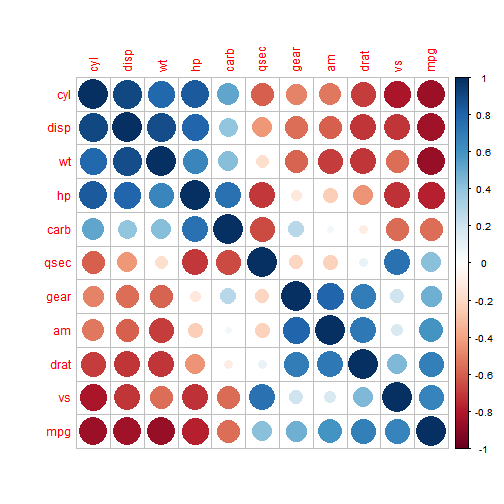 cyl disp wt hp carb qsec gear am drat vs mpg
cyl
disp
wt
hp
carb
qsec
gear
am
drat
vs
mpg
1
0.8
0.6
0.4
0.2
0
-0.2
-0.4
-0.6
-0.8
-1